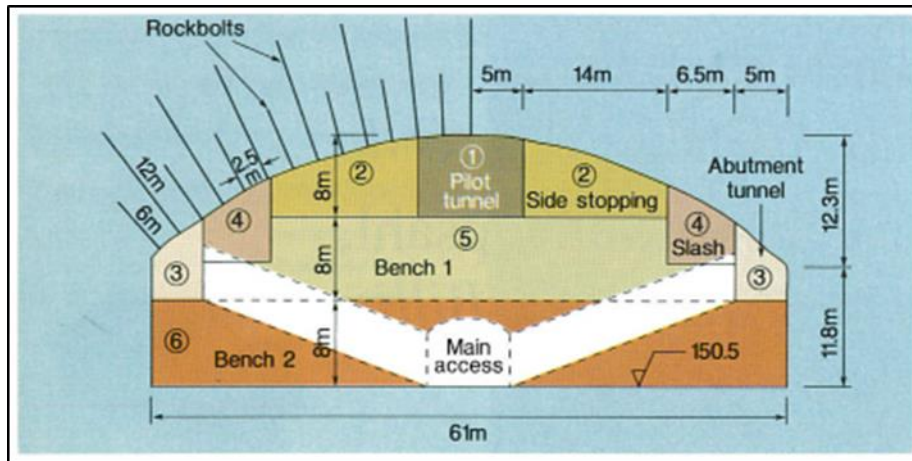 Rockbolts
5m
14m
6.5m
5m
12m
6m
2.5
m
8m
②
①
Pilot
tunnel
②
Side stopping
Abutment
tunnel
12.3m
④
④
Slash
⑤
Bench 1
8m
③
③
⑥
Bench 2
8m
Main
access
150.5
11.8m
61m